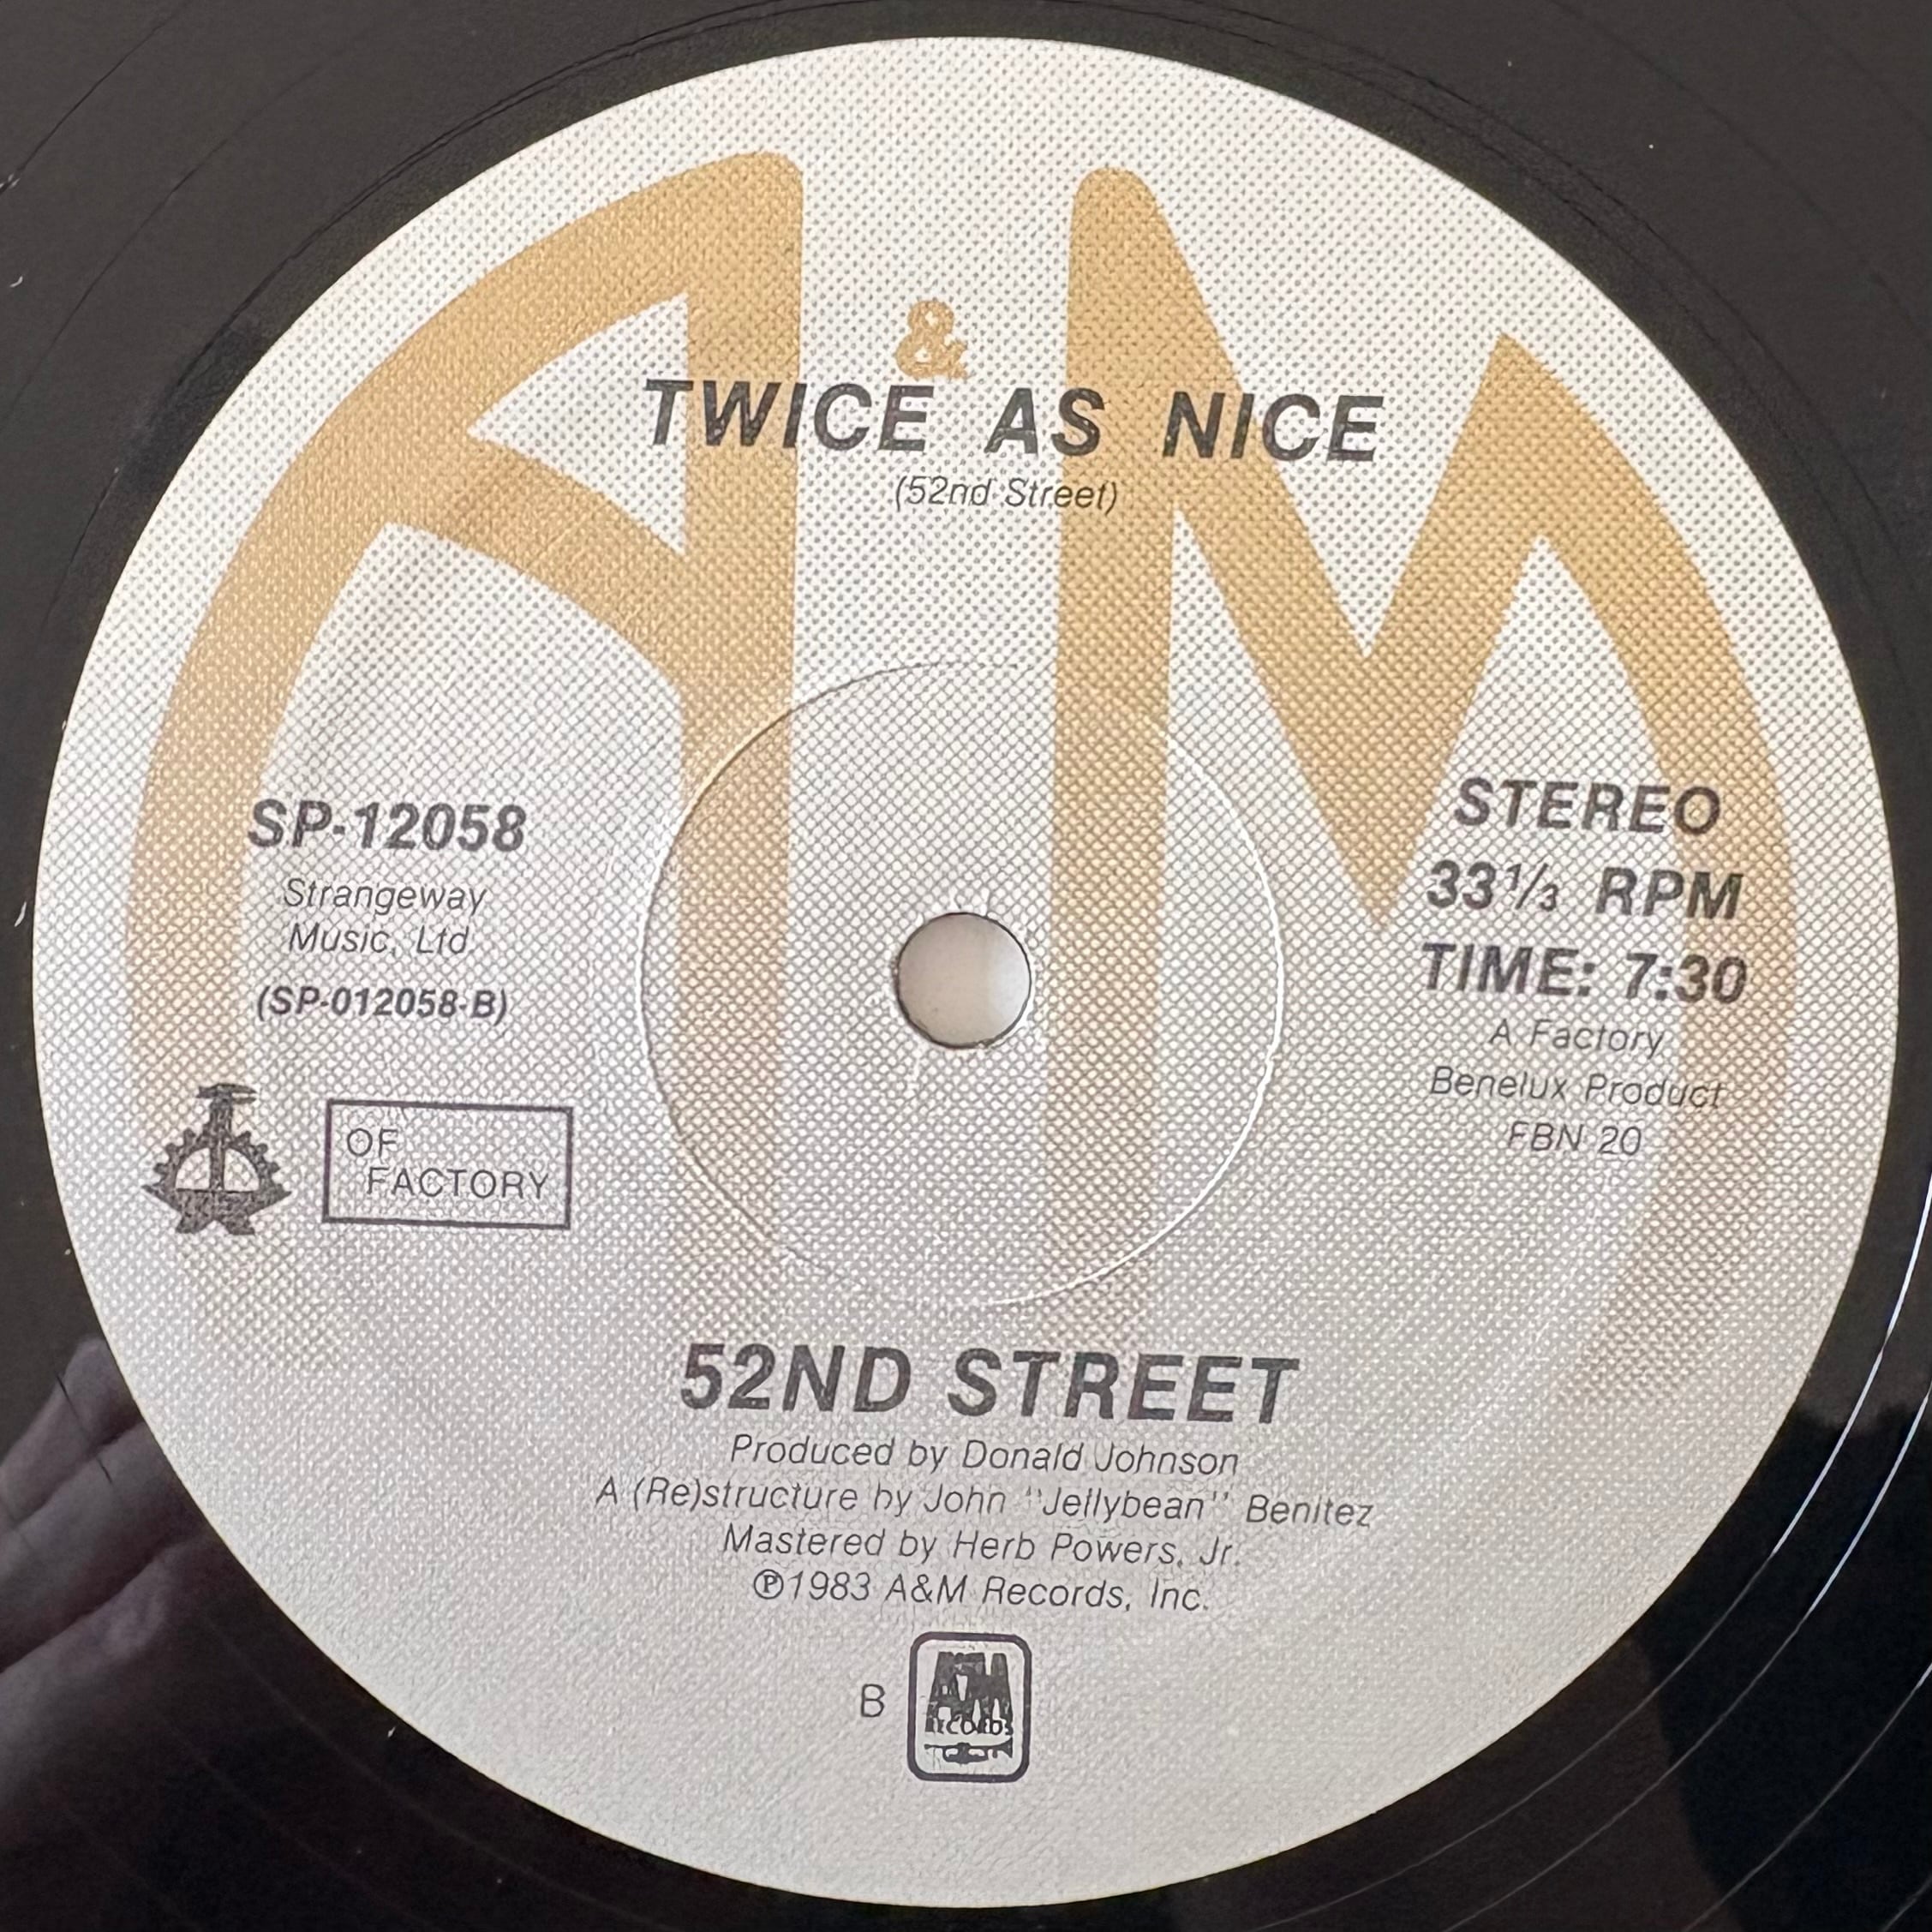 A & M
TWICE AS NICE
(52nd Street)
SP-12058
Strangeway
Music, Ltd.
(SP-012058-B)
OF
FACTORY
STEREO
33⅓ RPM
TIME: 7:30
A Factory
Benelux Product
FBN 20
52ND STREET
Produced by Donald Johnson
A (Re)structure by John "Jellybean" Benitez
Mastered by Herb Powers, Jr.
℗1983 A&M Records, Inc.
B
A&M
RECORDS